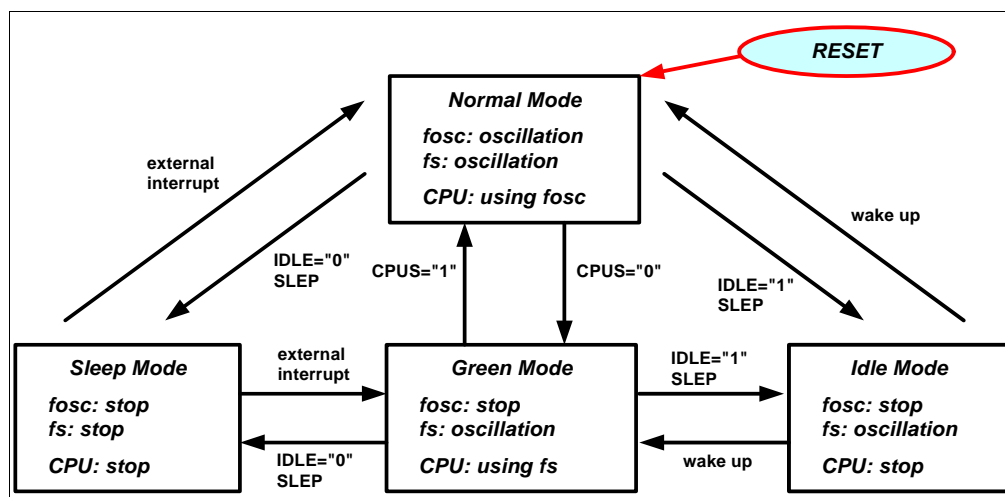 RESET
Normal Mode
fosc: oscillation
fs: oscillation
CPU: using fosc
external
interrupt
wake up
IDLE="0"
SLEP
CPUS="1"
CPUS="0"
IDLE="1"
SLEP
Sleep Mode
fosc: stop
fs: stop
CPU: stop
external
interrupt
IDLE="0"
SLEP
Green Mode
fosc: stop
fs: oscillation
CPU: using fs
IDLE="1"
SLEP
wake up
Idle Mode
fosc: stop
fs: oscillation
CPU: stop